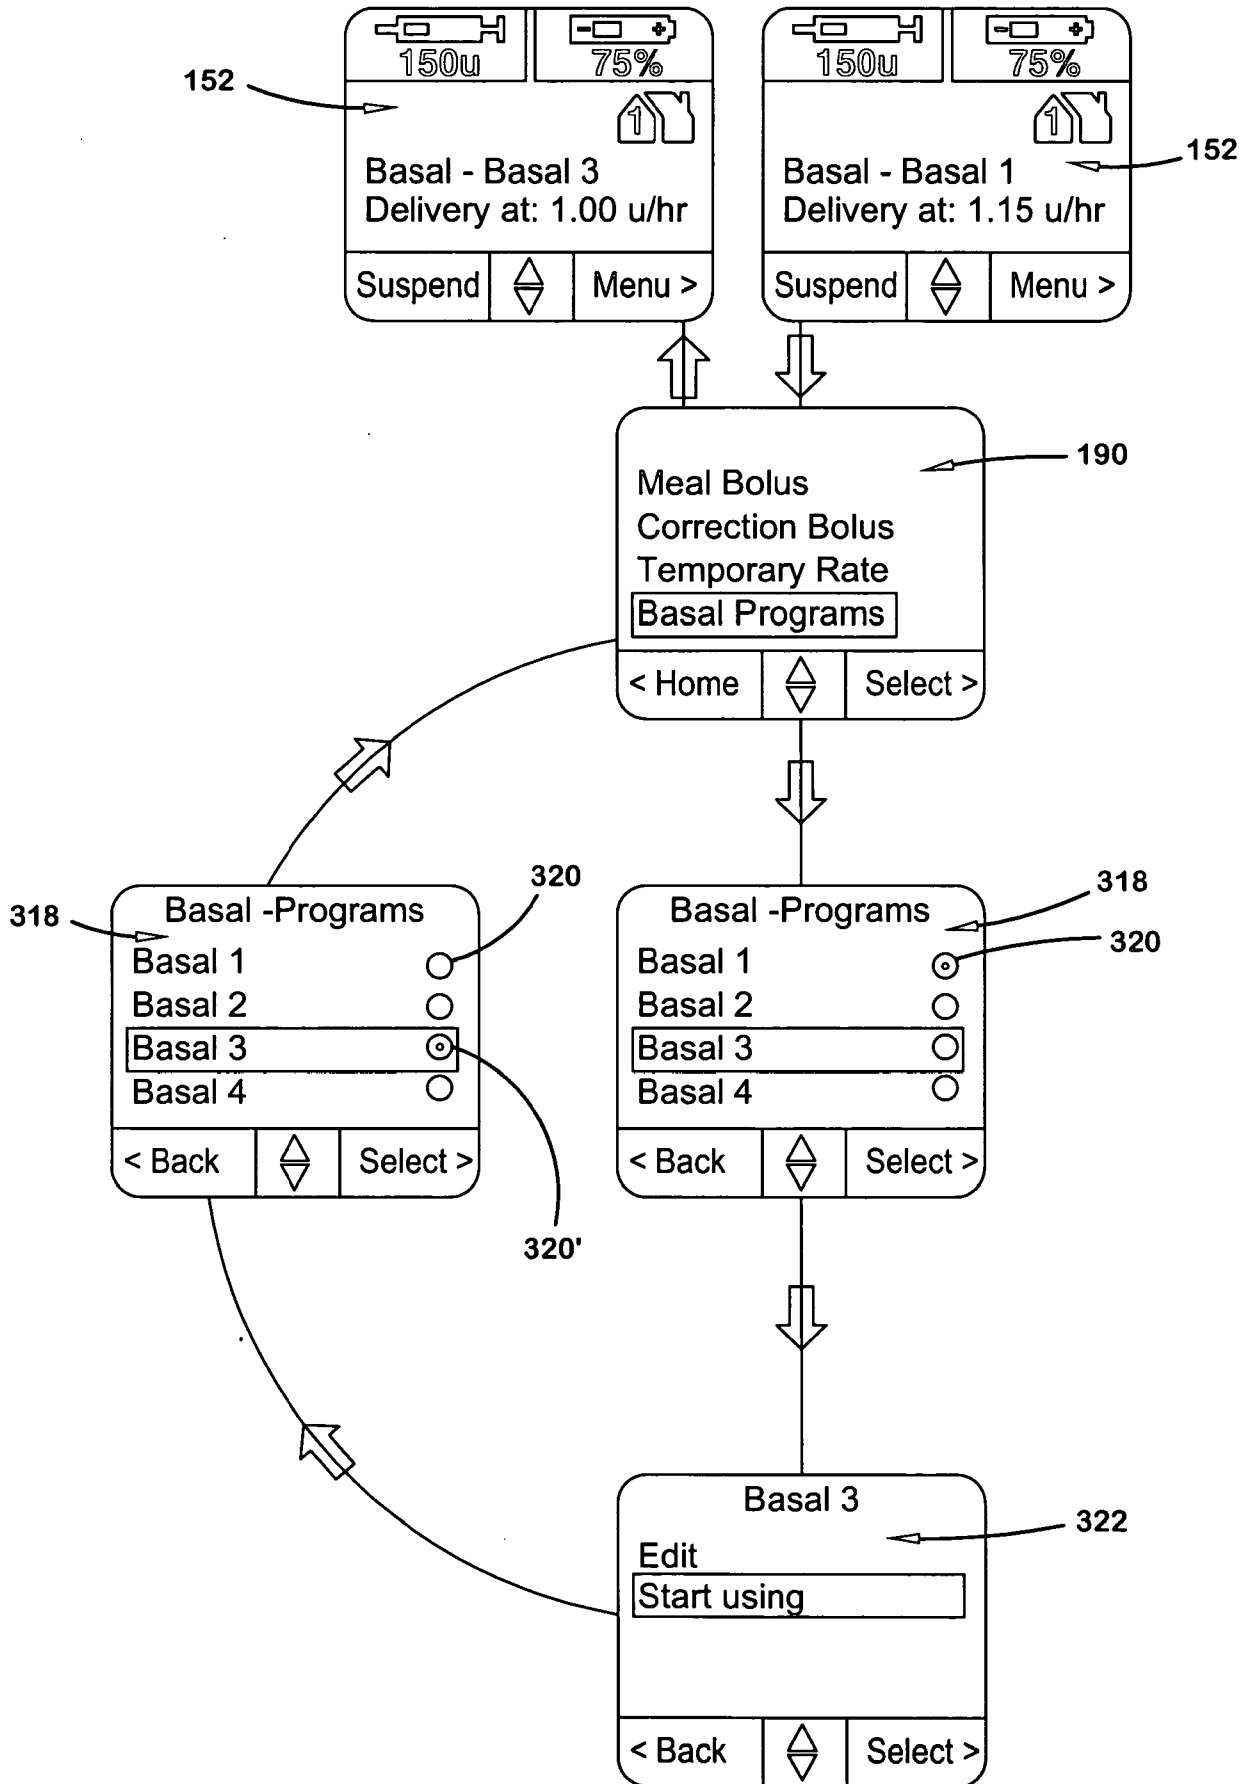 150u
75%
152
1
Basal - Basal 3
Delivery at: 1.00 u/hr
Suspend
Menu >
150u
75%
1
152
Basal - Basal 1
Delivery at: 1.15 u/hr
Suspend
Menu >
190
Meal Bolus
Correction Bolus
Temporary Rate
Basal Programs
< Home
Select >
318
Basal -Programs
320
Basal 1
Basal 2
Basal 3
Basal 4
< Back
Select >
320'
Basal -Programs
318
320
Basal 1
Basal 2
Basal 3
Basal 4
< Back
Select >
Basal 3
322
Edit
Start using
< Back
Select >